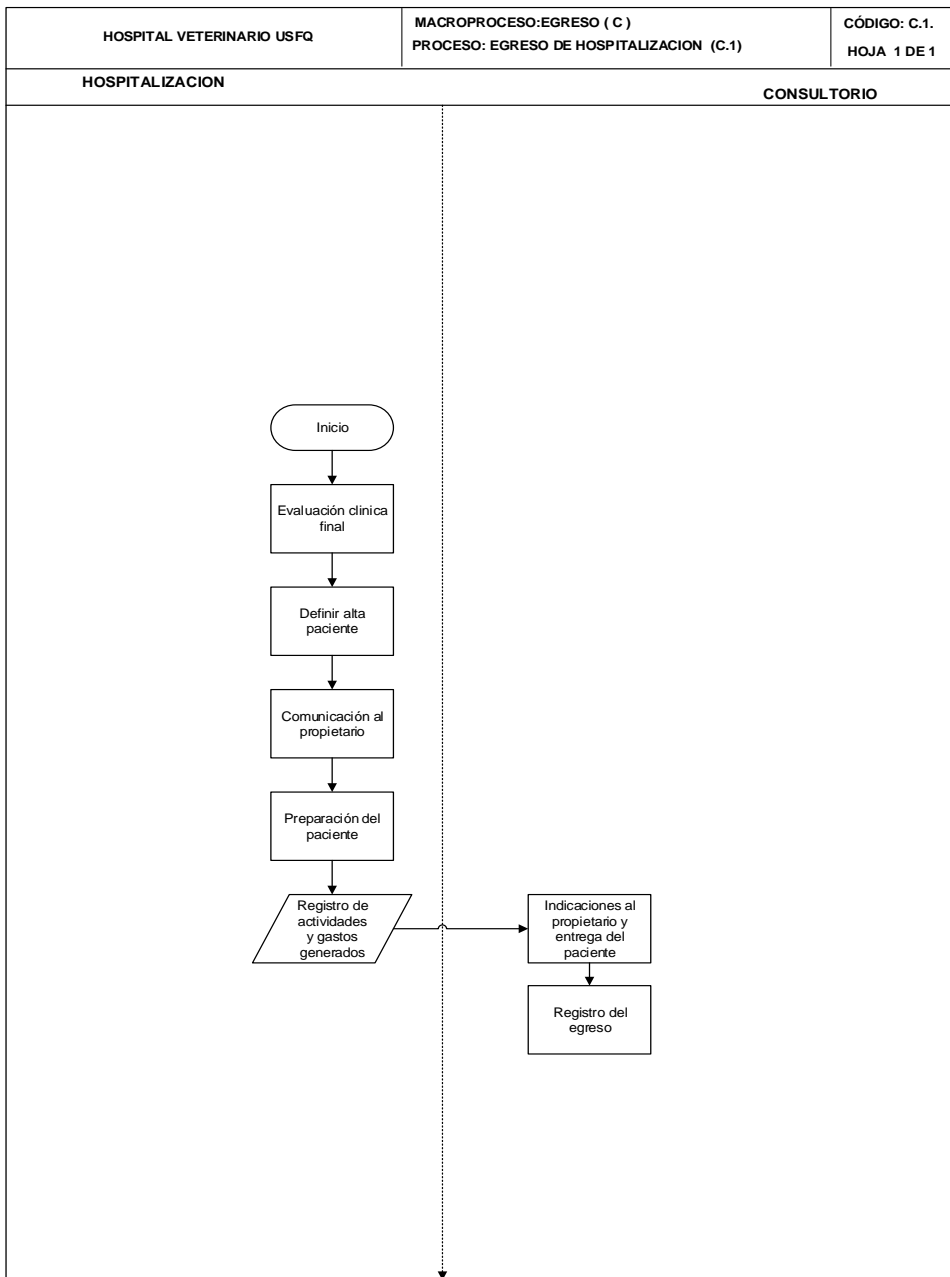 HOSPITAL VETERINARIO USFQ
MACROPROCESO:EGRESO ( C )
PROCESO: EGRESO DE HOSPITALIZACION (C.1)
CÓDIGO: C.1.
HOJA 1 DE 1
HOSPITALIZACION
CONSULTORIO
Inicio
Evaluación clinica
final
Definir alta
paciente
Comunicación al
propietario
Preparación del
paciente
Registro de
actividades
y gastos
generados
Indicaciones al
propietario y
entrega del
paciente
Registro del
egreso